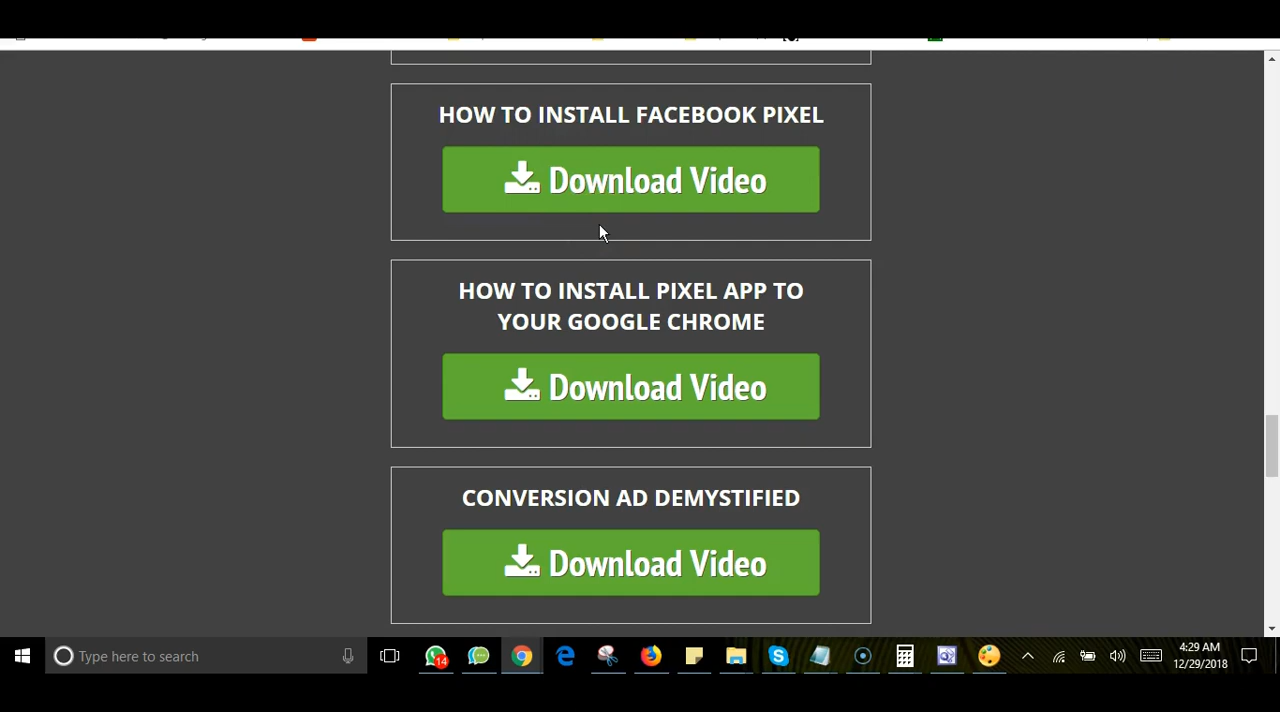 HOW TO INSTALL FACEBOOK PIXEL
Download Video
HOW TO INSTALL PIXEL APP TO
YOUR GOOGLE CHROME
Download Video
CONVERSION AD DEMYSTIFIED
Download Video
Type here to search
14
4:29 AM
12/29/2018